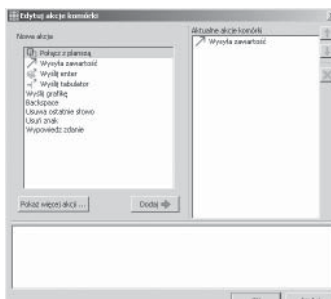 Edytuj akcje komórki
Nowe akcje
Połącz z planszą
Wysyła zawartość
Wyślij enter
Wyślij tabulator
Wyślij grafikę
Backspace
Usuwa ostatnie słowo
Usuń znak
Wypowiedz zdanie
Pokaż więcej akcji ...
Dodaj
Aktualne akcje komórki
Wysyła zawartość